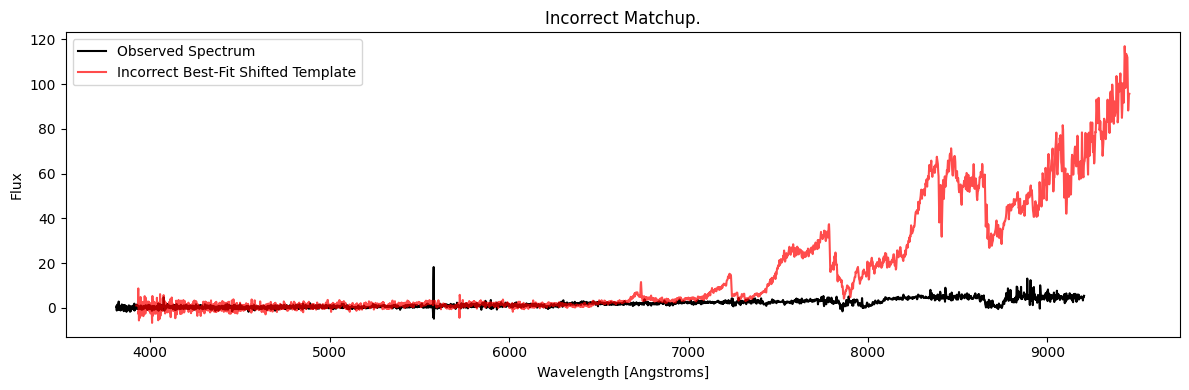 Incorrect Matchup.
Observed Spectrum
Incorrect Best-Fit Shifted Template
120
100
80
60
40
20
0
Flux
4000 5000 6000 7000 8000 9000
Wavelength [Angstroms]